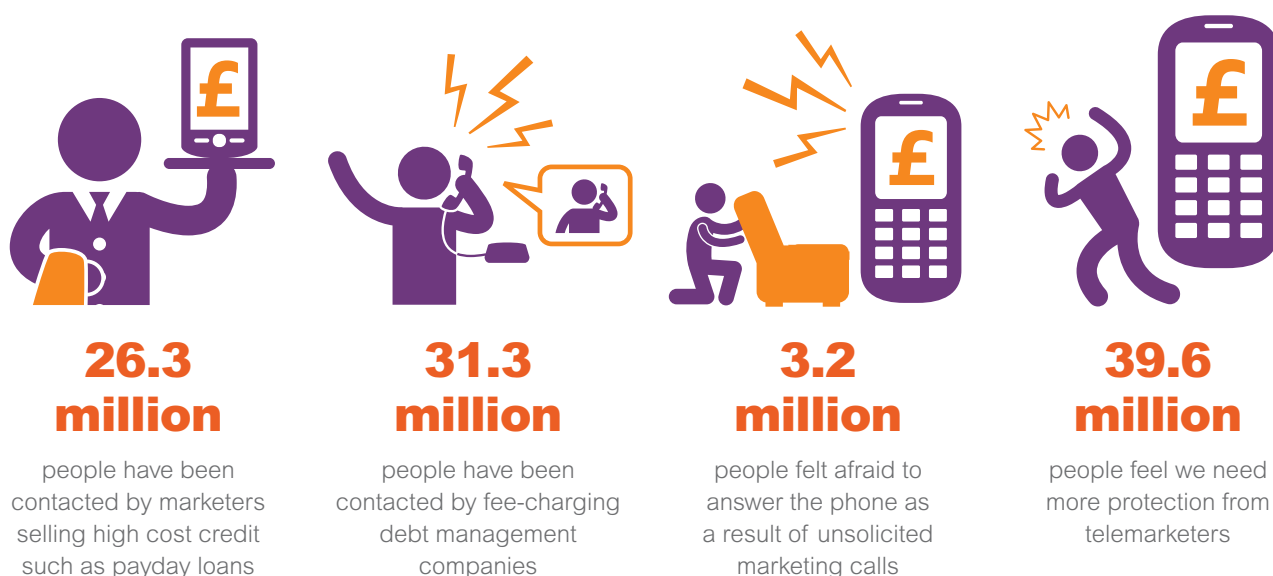 £
£
£
26.3
million
people have been
contacted by marketers
selling high cost credit
such as payday loans
31.3
million
people have been
contacted by fee-charging
debt management
companies
3.2
million
people felt afraid to
answer the phone as
a result of unsolicited
marketing calls
39.6
million
people feel we need
more protection from
telemarketers